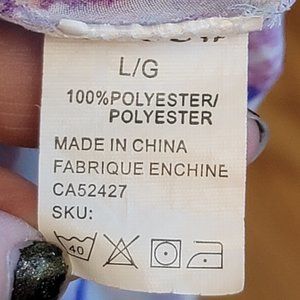 L/G
100%POLYESTER/
POLYESTER
MADE IN CHINA
FABRIQUE ENCHINE
CA52427
SKU:
40